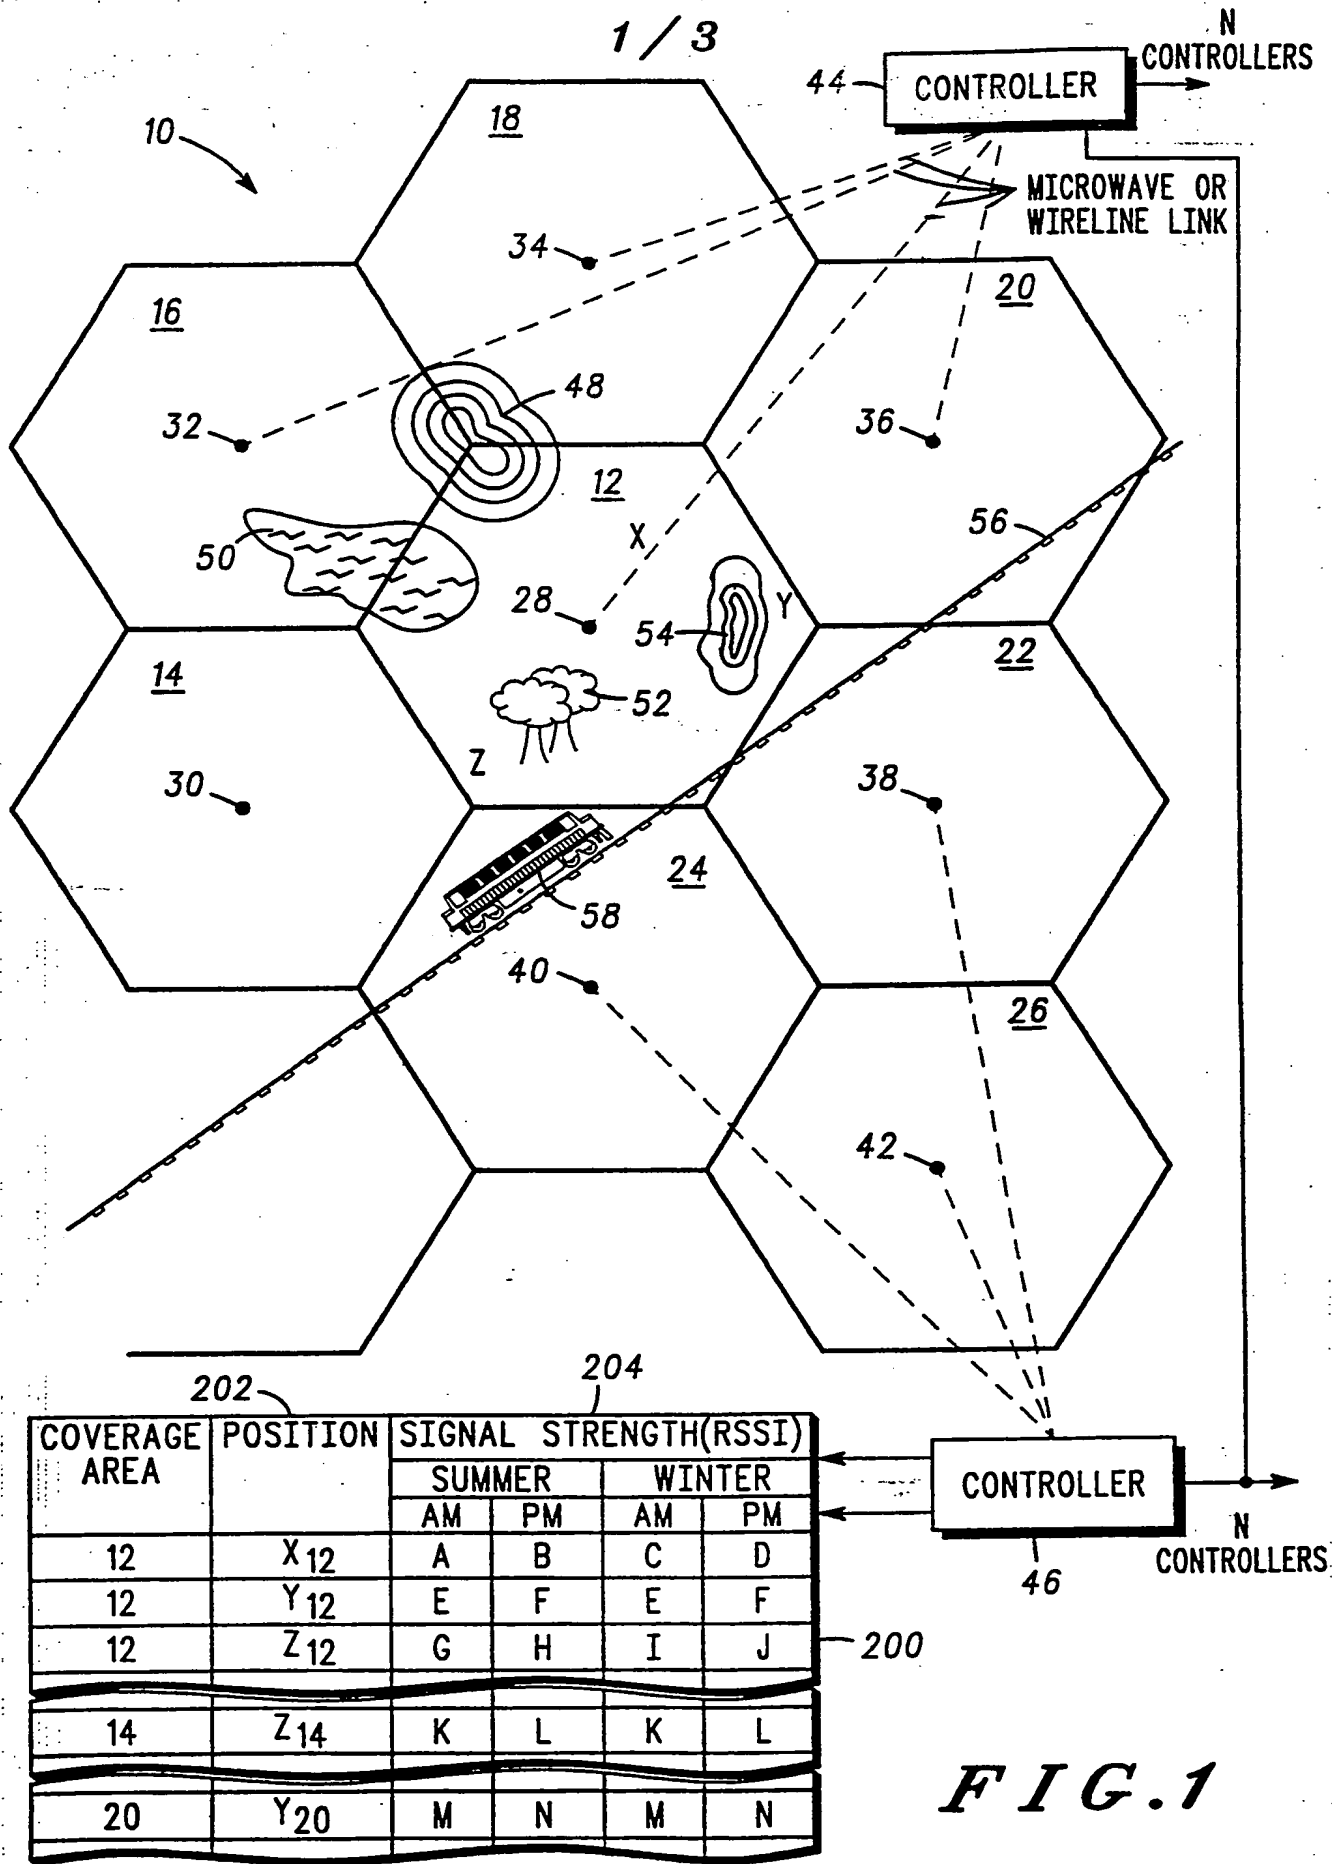 1/3
N
CONTROLLERS
44
CONTROLLER
10
18
MICROWAVE OR
WIRELINE LINK
34
16
20
48
32
36
12
56
X
50
28
54
Y
14
22
52
Z
30
38
24
58
40
26
42
202
204
COVERAGE AREA POSITION SIGNAL STRENGTH(RSSI)
SUMMER WINTER
AM PM AM PM
12 X12 A B C D
12 Y12 E F E F
12 Z12 G H I J
14 Z14 K L K L
20 Y20 M N M N
200
CONTROLLER
46
N
CONTROLLERS
FIG.1